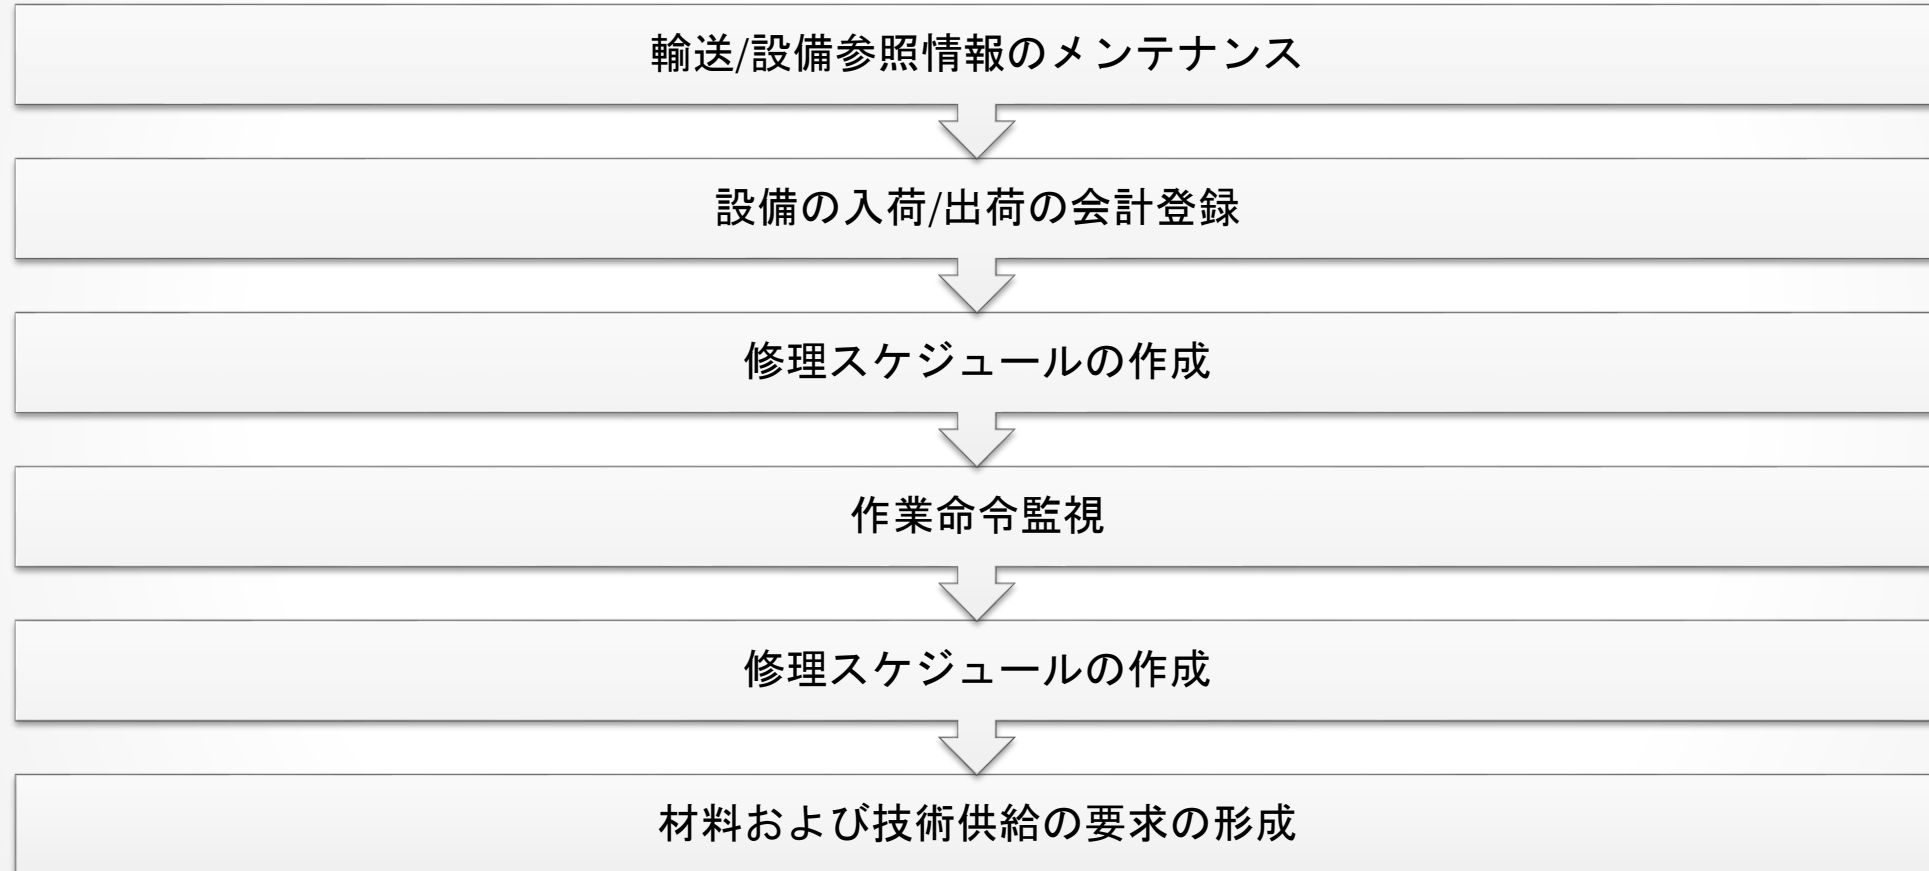 輸送/設備参照情報のメンテナンス
設備の入荷/出荷の会計登録
修理スケジュールの作成
作業命令監視
修理スケジュールの作成
材料および技術供給の要求の形成